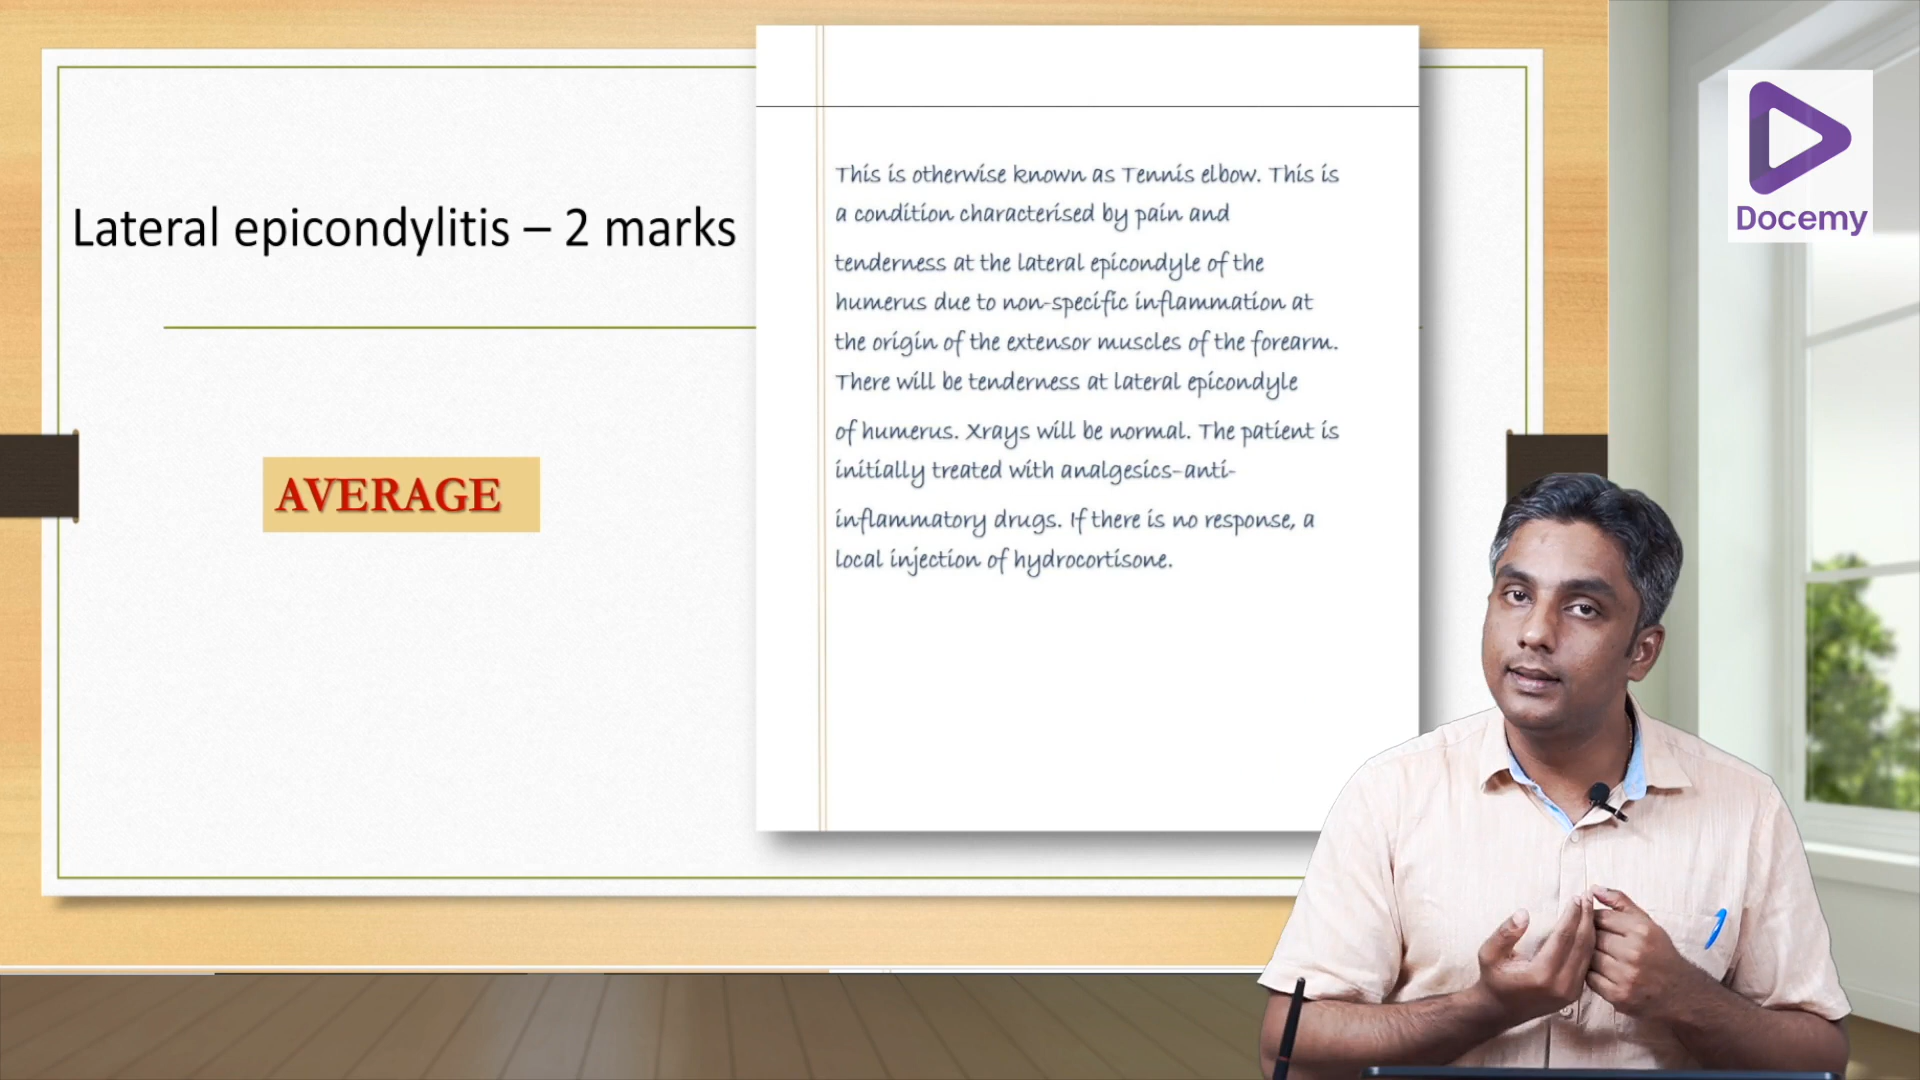 Lateral epicondylitis – 2 marks
AVERAGE
This is otherwise known as Tennis elbow. This is
a condition characterised by pain and
tenderness at the lateral epicondyle of the
humerus due to non-specific inflammation at
the origin of the extensor muscles of the forearm.
There will be tenderness at lateral epicondyle
of humerus. Xrays will be normal. The patient is
initially treated with analgesics-anti-
inflammatory drugs. If there is no response, a
local injection of hydrocortisone.
Docemy